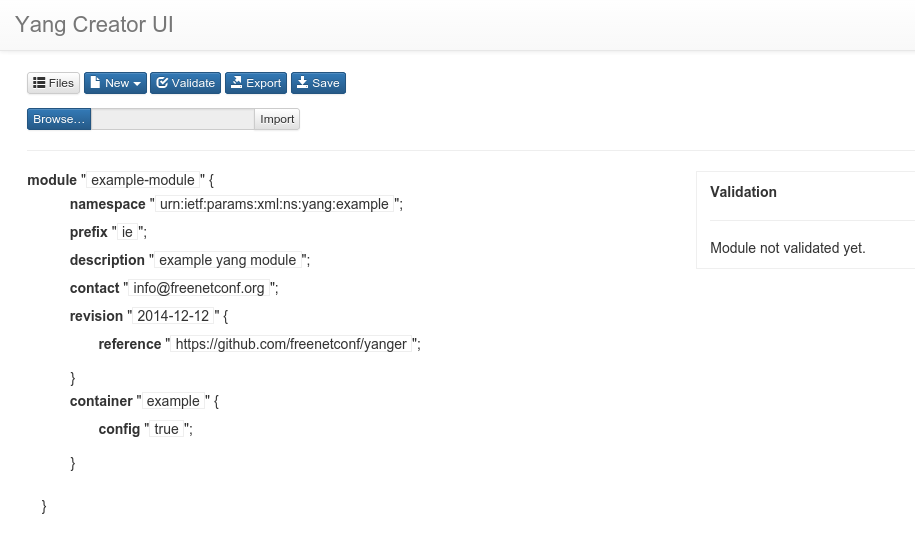 Yang Creator UI
Files New Validate Export Save
Browse... Import
module " example-module " {
namespace " urn:ietf:params:xml:ns:yang:example ";
prefix " ie ";
description " example yang module ";
contact " info@freenetconf.org ";
revision " 2014-12-12 " {
reference " https://github.com/freenetconf/yanger ";
}
container " example " {
config " true ";
}
}
Validation
Module not validated yet.